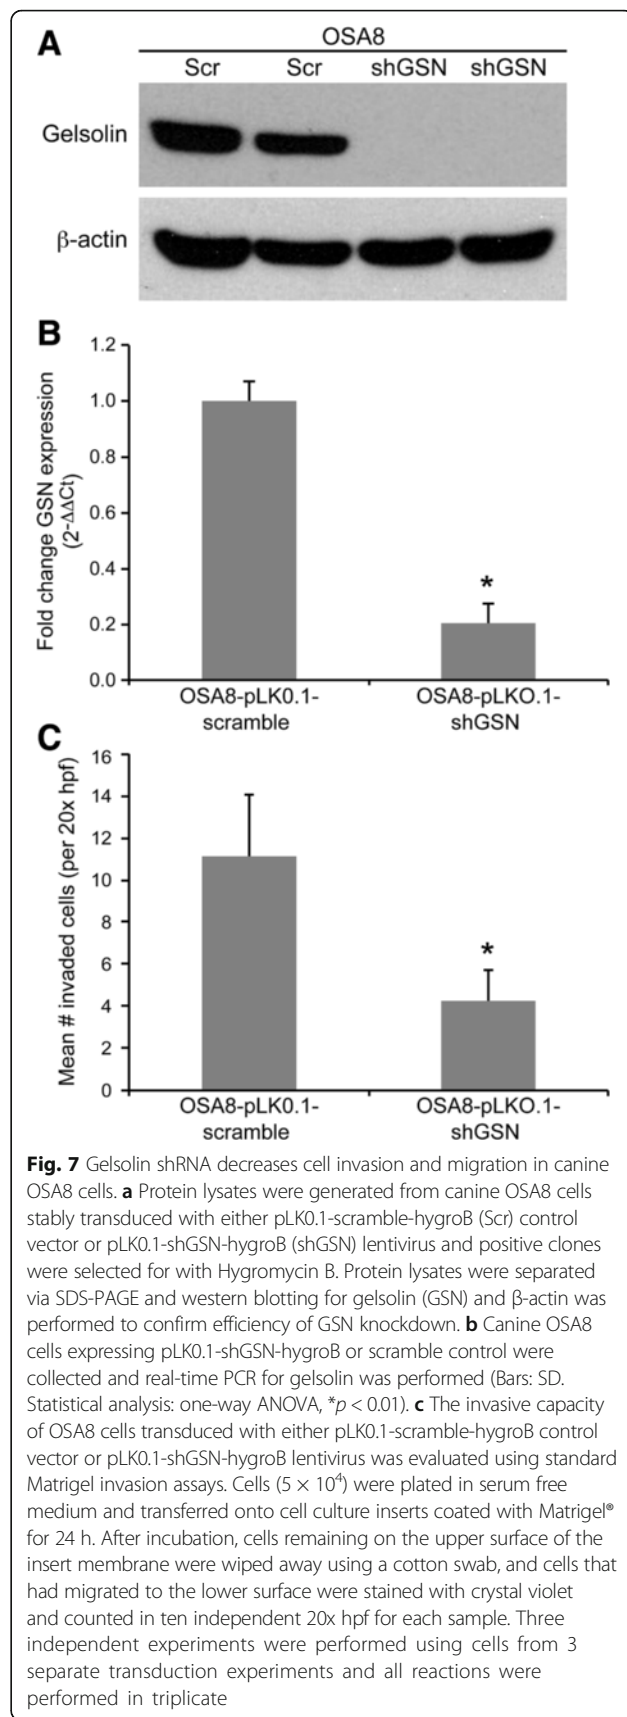 A
OSA8
Scr Scr shGSN shGSN
Gelsolin
β-actin
B
Fold change GSN expression
(2-ΔΔCt)
1.2
1.0
0.8
0.6
0.4
0.2
0.0
*
OSA8-pLK0.1-
scramble
OSA8-pLKO.1-
shGSN
C
Mean # invaded cells (per 20x hpf)
16
14
12
10
8
6
4
2
0
*
OSA8-pLK0.1-
scramble
OSA8-pLKO.1-
shGSN
Fig. 7 Gelsolin shRNA decreases cell invasion and migration in canine
OSA8 cells. a Protein lysates were generated from canine OSA8 cells
stably transduced with either pLK0.1-scramble-hygroB (Scr) control
vector or pLK0.1-shGSN-hygroB (shGSN) lentivirus and positive clones
were selected for with Hygromycin B. Protein lysates were separated
via SDS-PAGE and western blotting for gelsolin (GSN) and β-actin was
performed to confirm efficiency of GSN knockdown. b Canine OSA8
cells expressing pLK0.1-shGSN-hygroB or scramble control were
collected and real-time PCR for gelsolin was performed (Bars: SD.
Statistical analysis: one-way ANOVA, *p < 0.01). c The invasive capacity
of OSA8 cells transduced with either pLK0.1-scramble-hygroB control
vector or pLK0.1-shGSN-hygroB lentivirus was evaluated using standard
Matrigel invasion assays. Cells (5 × 10⁴) were plated in serum free
medium and transferred onto cell culture inserts coated with Matrigel®
for 24 h. After incubation, cells remaining on the upper surface of the
insert membrane were wiped away using a cotton swab, and cells that
had migrated to the lower surface were stained with crystal violet
and counted in ten independent 20x hpf for each sample. Three
independent experiments were performed using cells from 3
separate transduction experiments and all reactions were
performed in triplicate